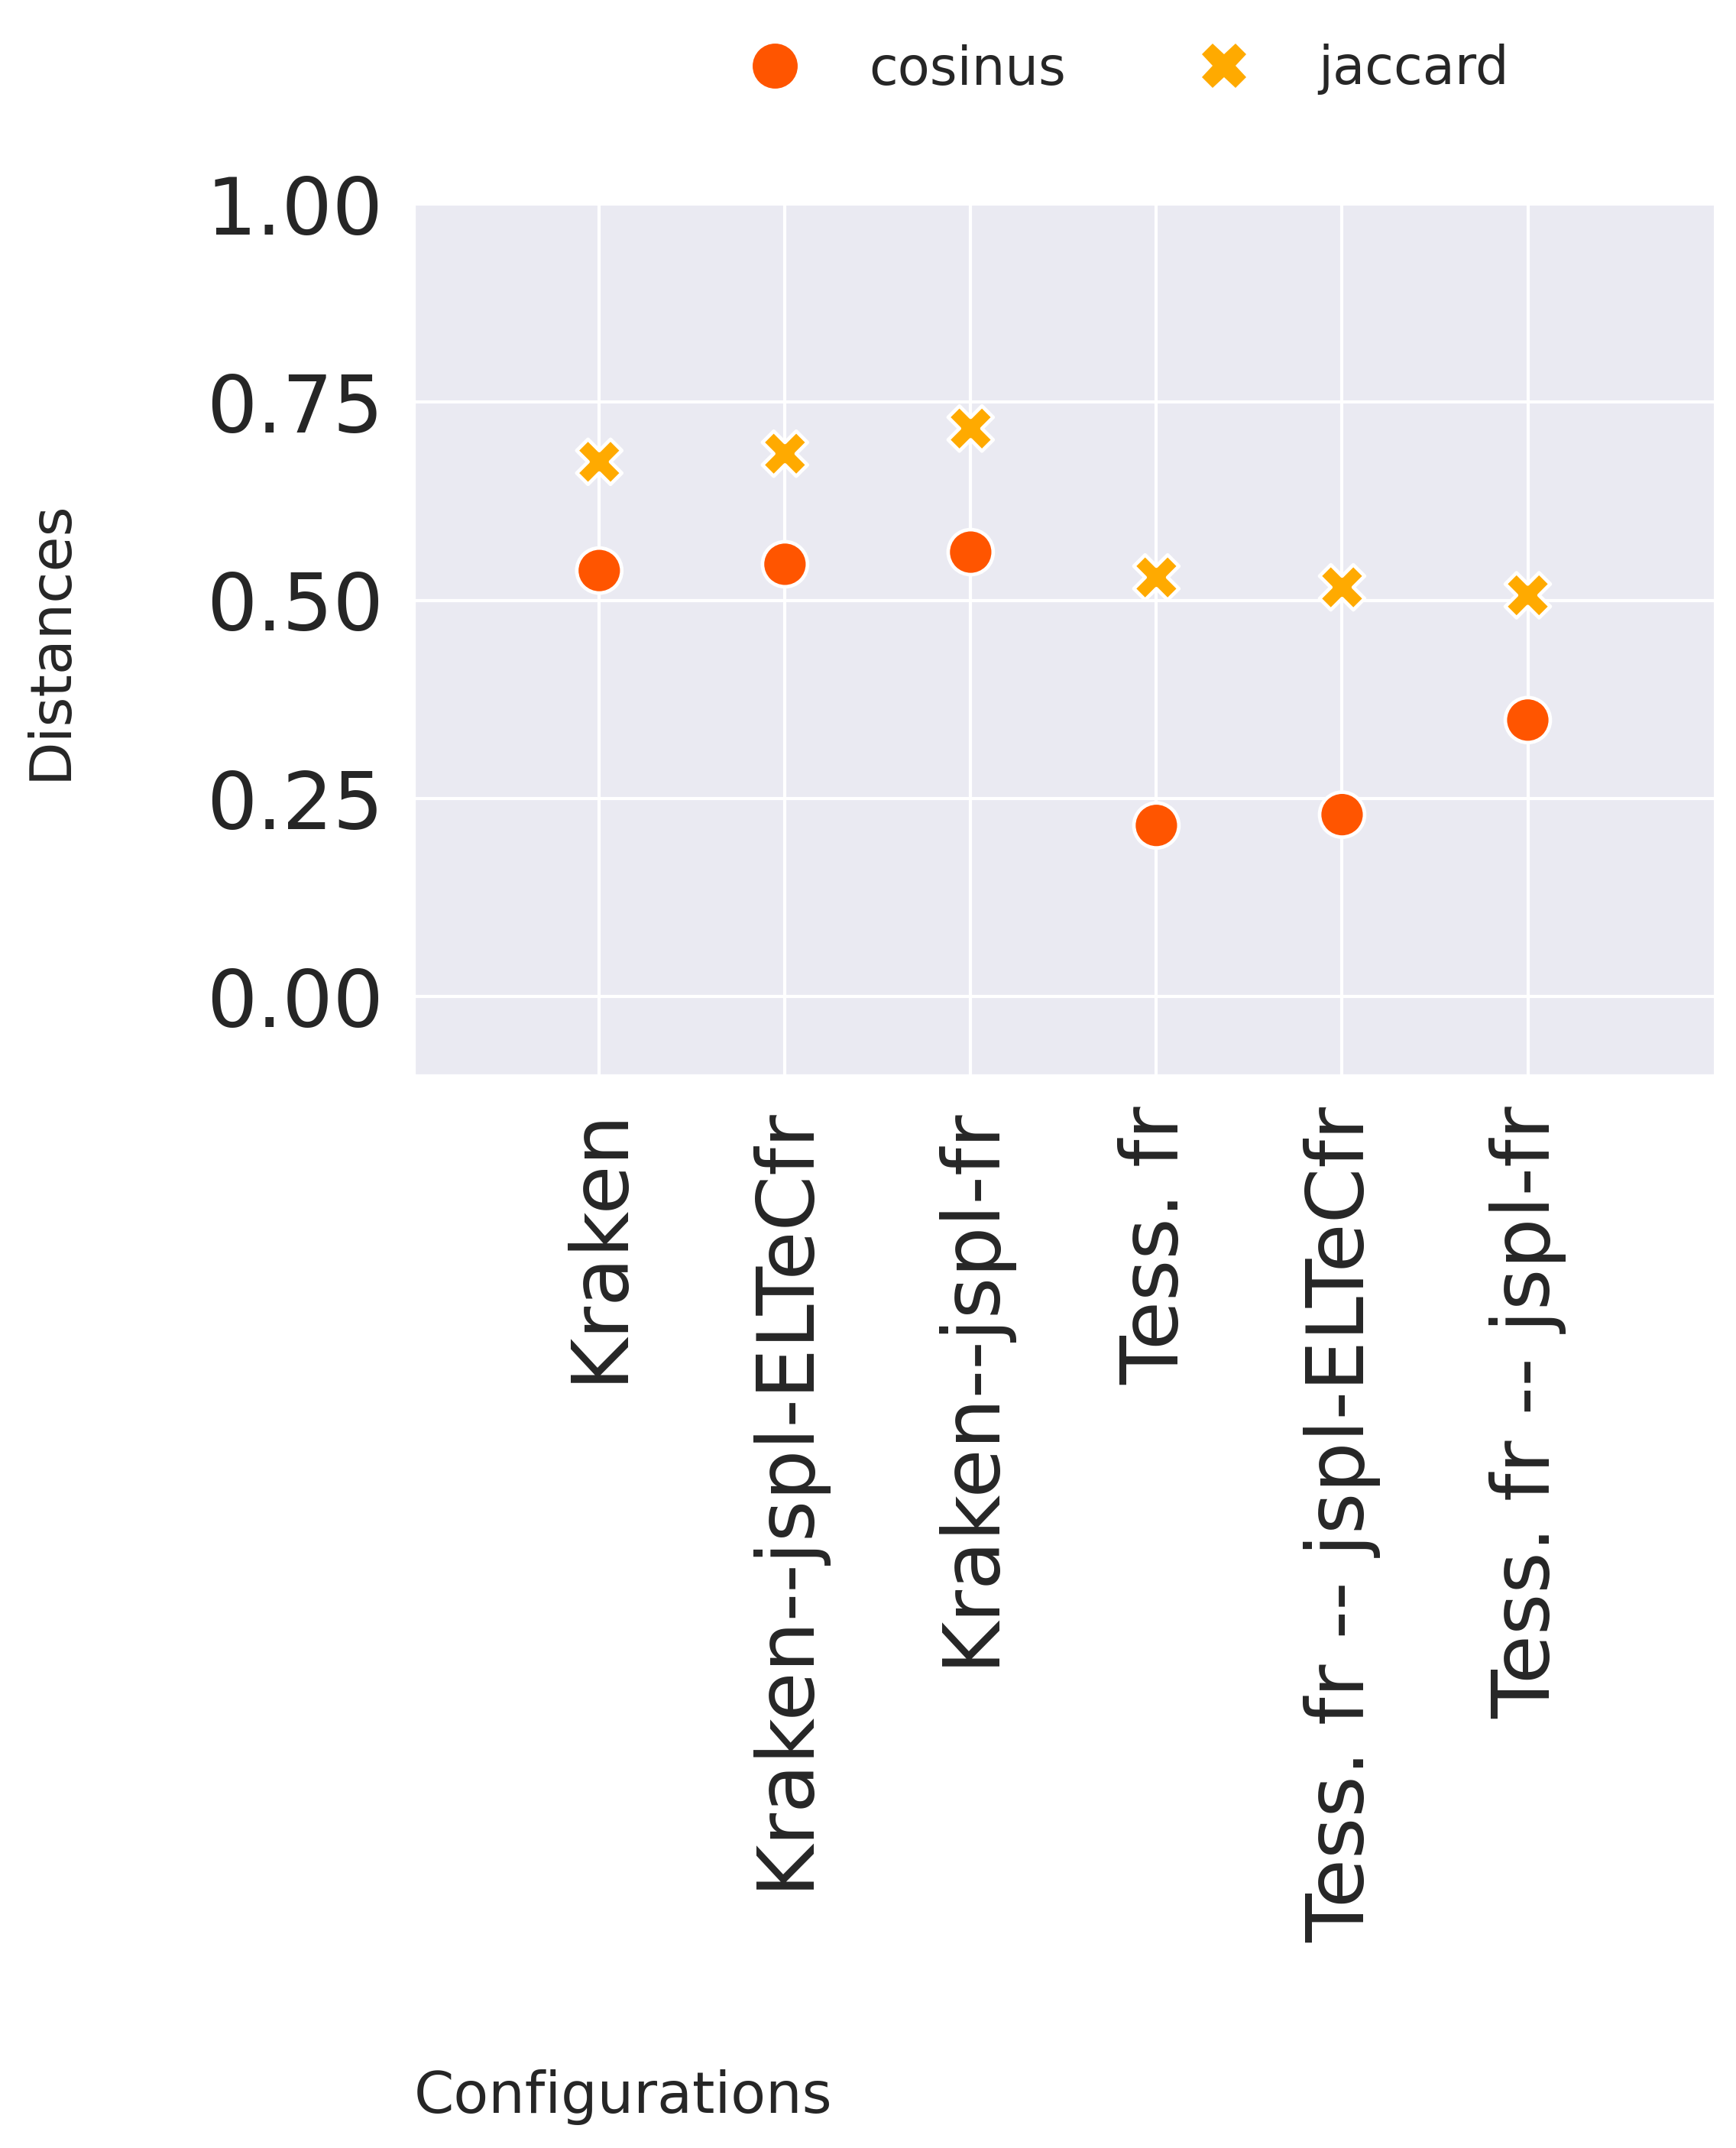 cosinus jaccard
1.00
0.75
0.50
0.25
0.00
Distances
Kraken
Kraken--jspl-ELTeCfr
Kraken--jspl-fr
Tess. fr
Tess. fr -- jspl-ELTeCfr
Tess. fr -- jspl-fr
Configurations